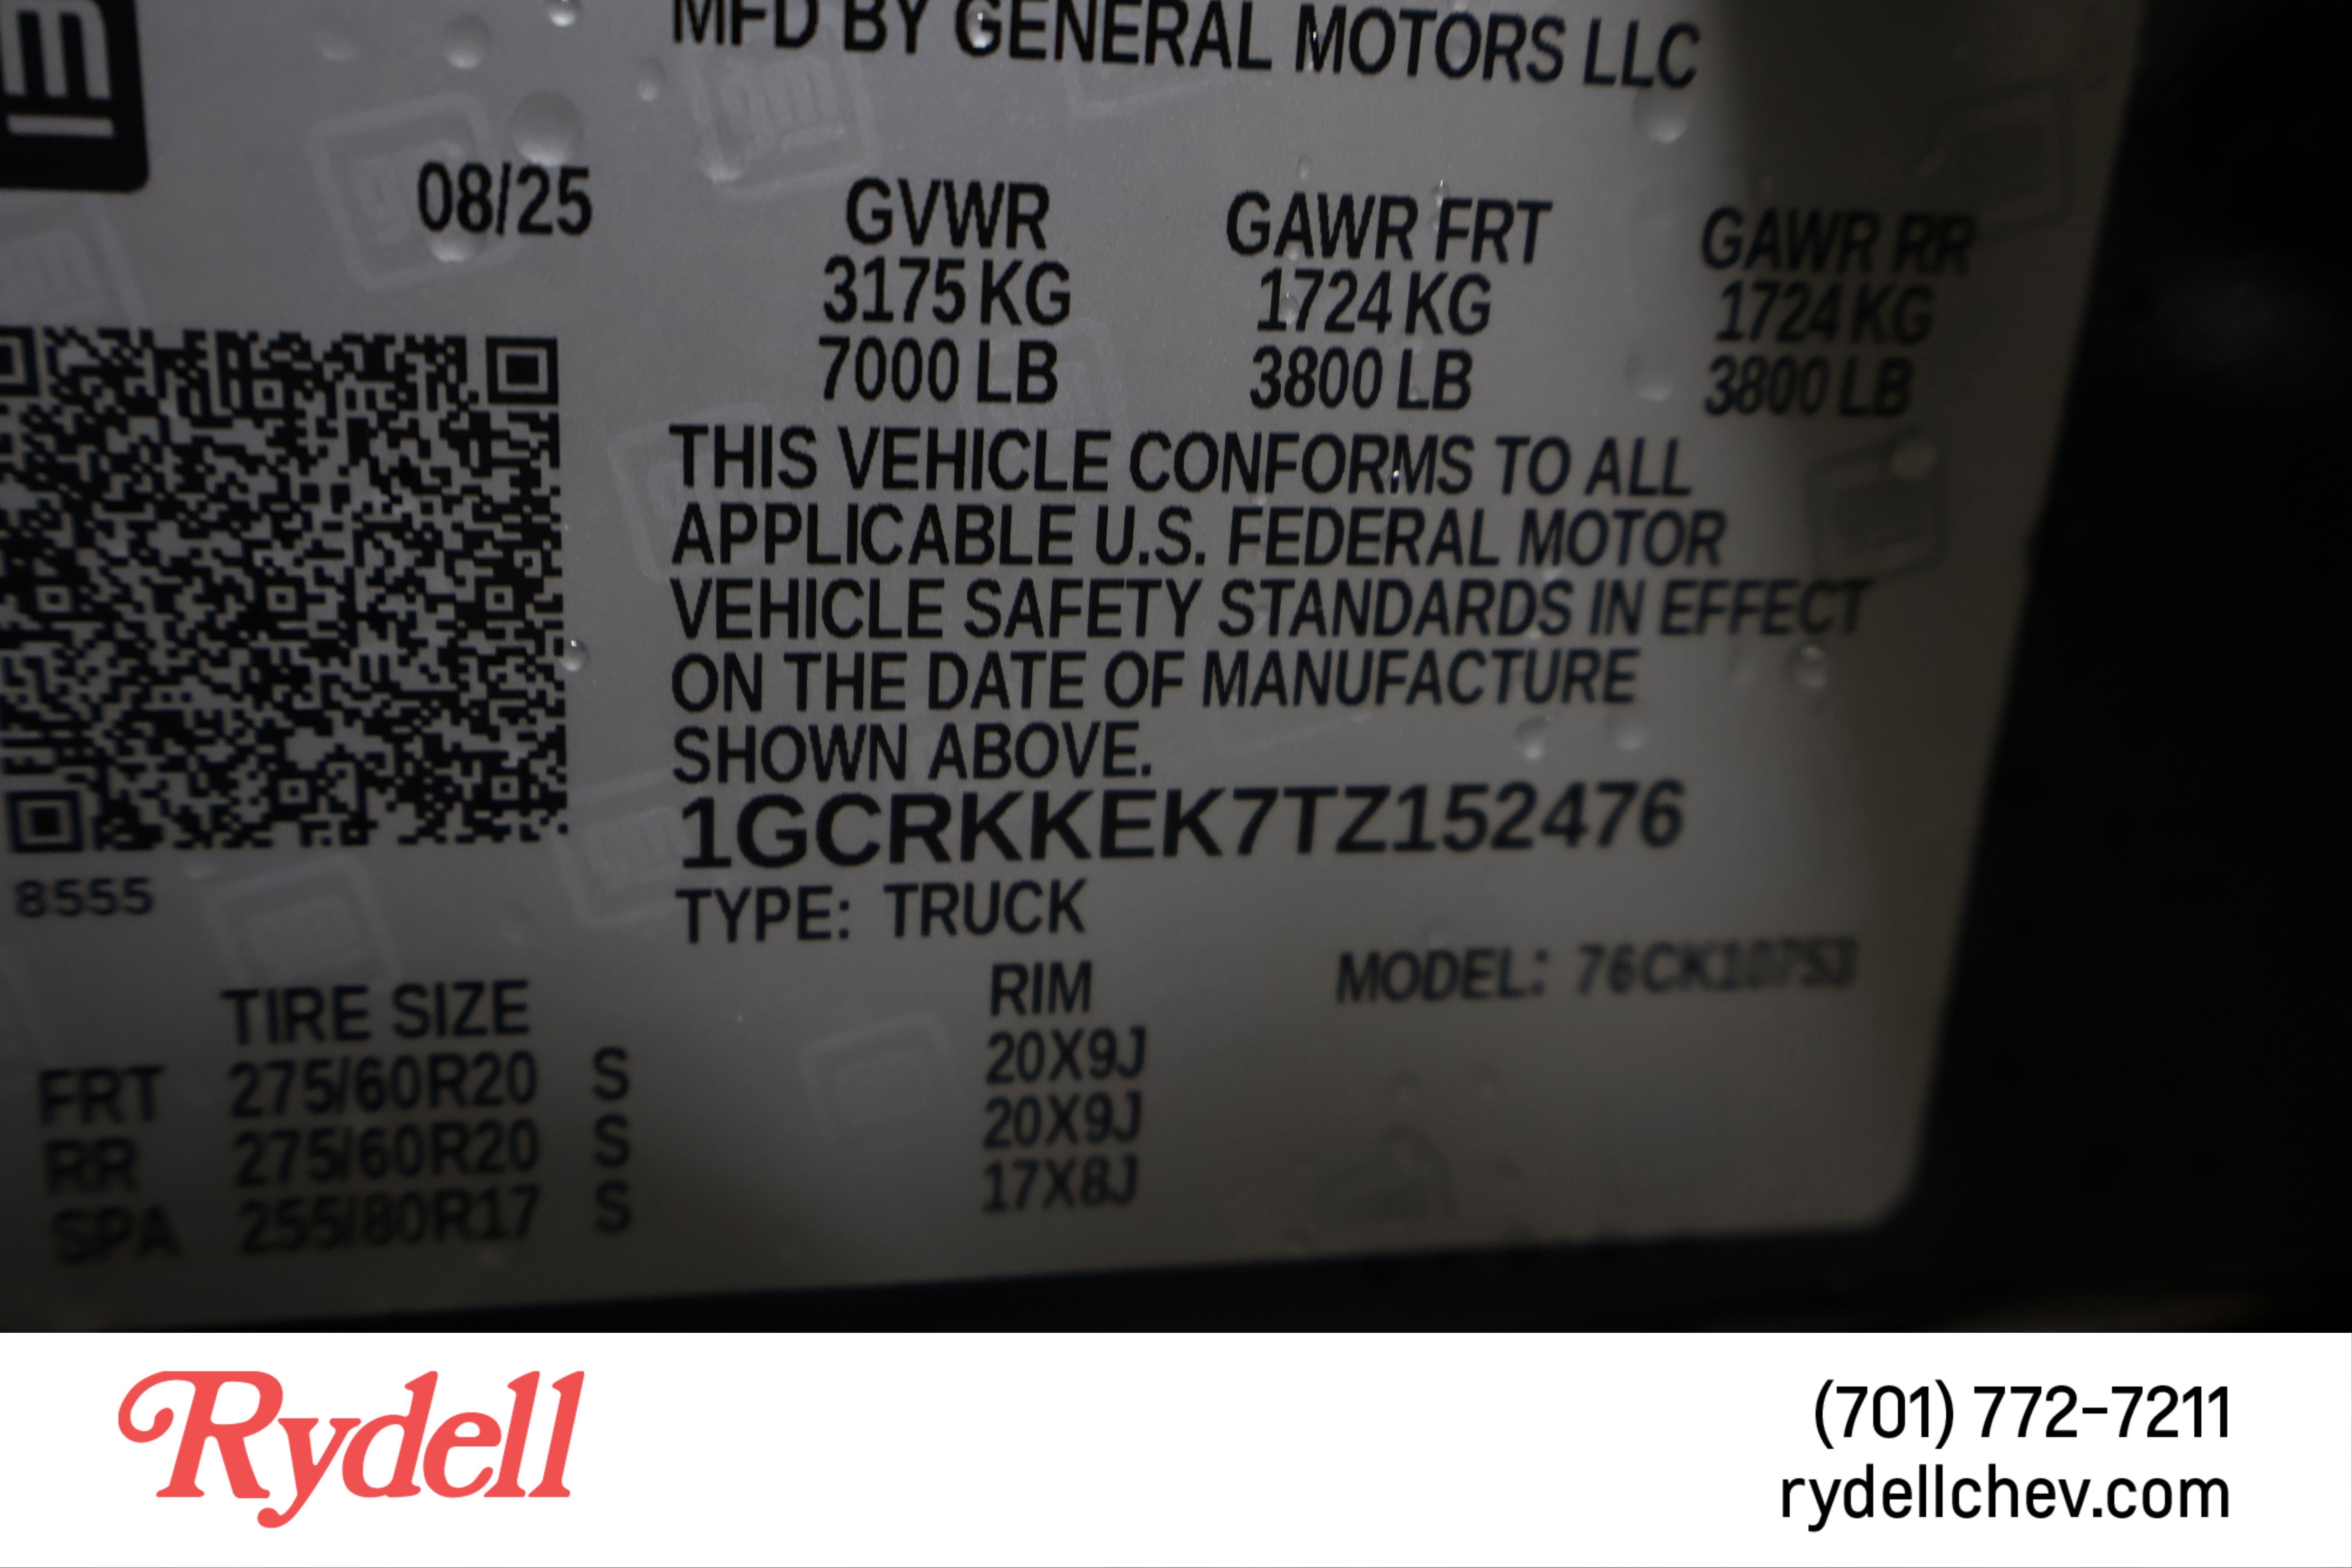 MFD BY GENERAL MOTORS LLC
08/25
GVWR GAWR FRT GAWR RR
3175 KG 1724 KG 1724 KG
7000 LB 3800 LB 3800 LB
THIS VEHICLE CONFORMS TO ALL
APPLICABLE U.S. FEDERAL MOTOR
VEHICLE SAFETY STANDARDS IN EFFECT
ON THE DATE OF MANUFACTURE
SHOWN ABOVE.
1GCRKKEK7TZ152476
8555
TYPE: TRUCK
MODEL: 76CK10753
TIRE SIZE RIM
FRT 275/60R20 S 20X9J
RR 275/60R20 S 20X9J
SPA 255/80R17 S 17X8J
Rydell
(701) 772-7211
rydellchev.com